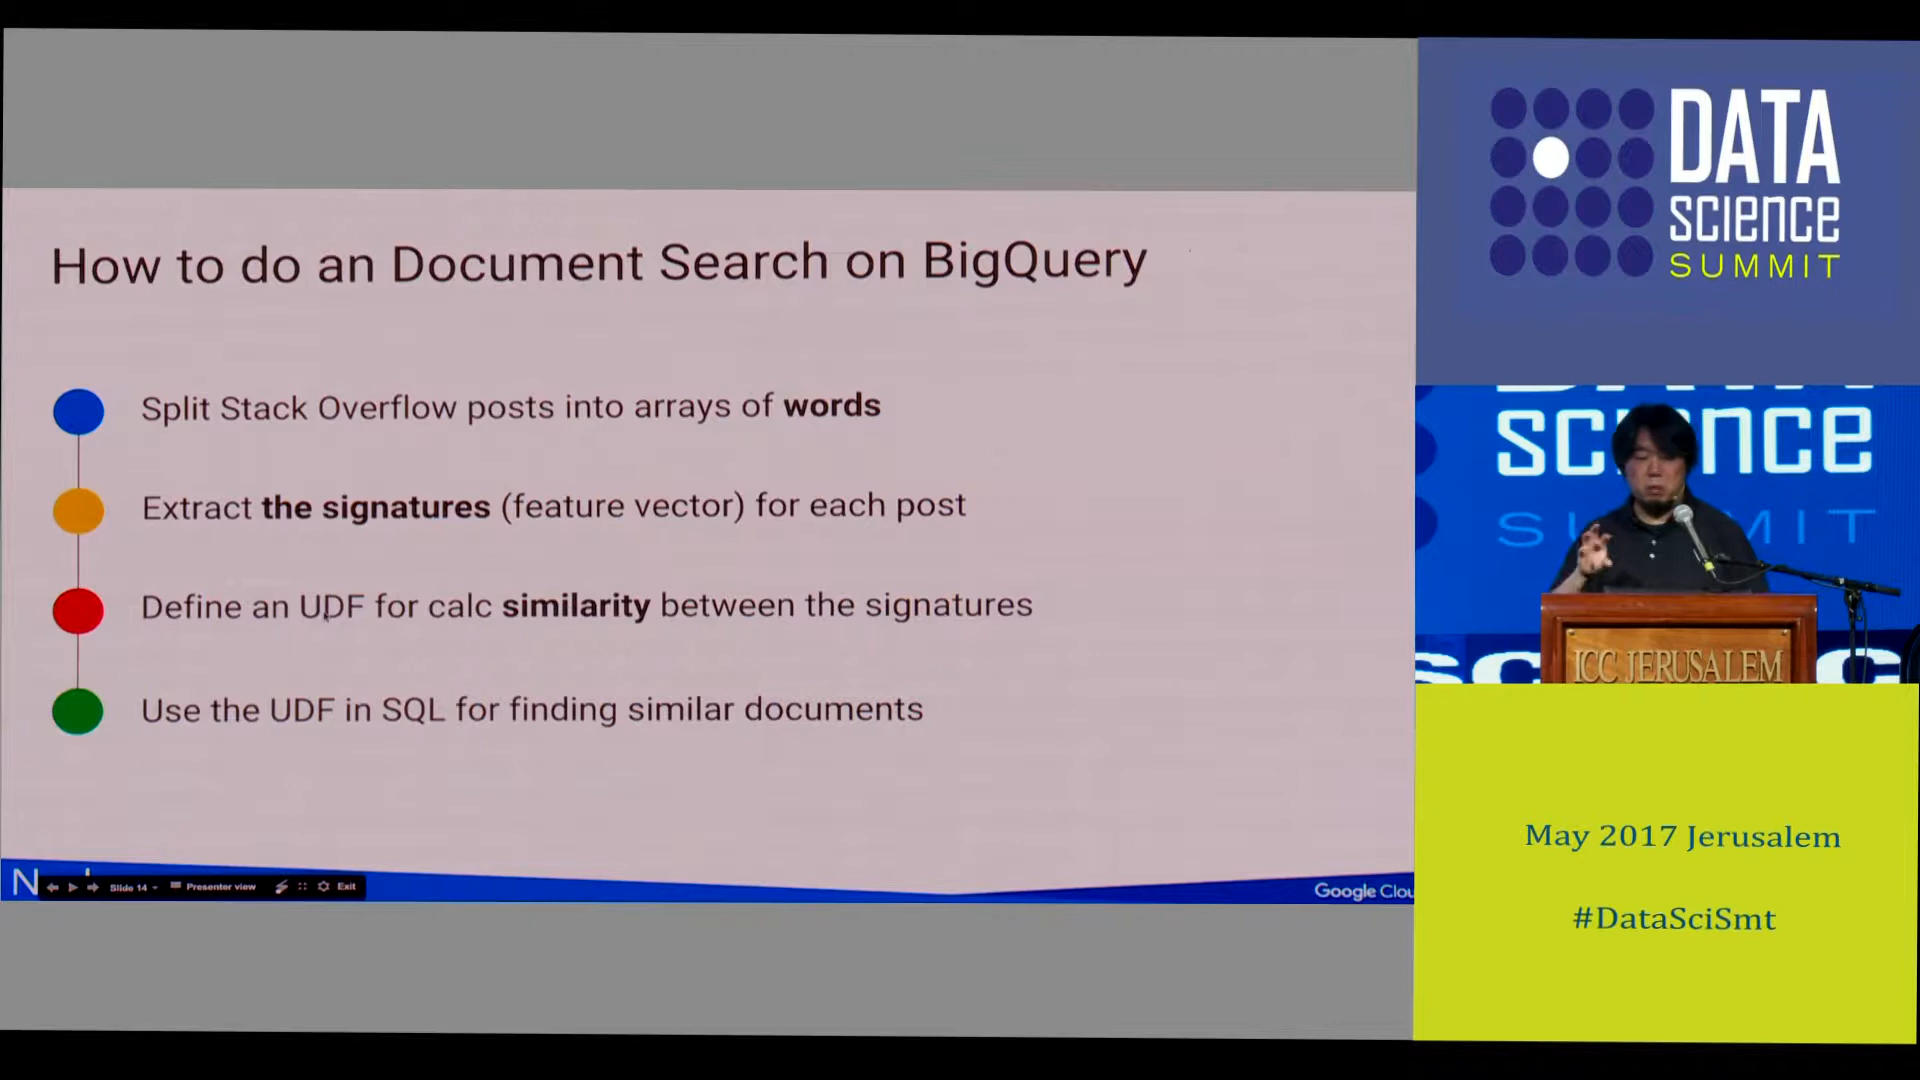 How to do an Document Search on BigQuery
Split Stack Overflow posts into arrays of words
Extract the signatures (feature vector) for each post
Define an UDF for calc similarity between the signatures
Use the UDF in SQL for finding similar documents
N
Slide 14
Presenter view
Exit
Google Clou
DATA
science
SUMMIT
science
SUMMIT
ICC JERUSALEM
May 2017 Jerusalem
#DataSciSmt